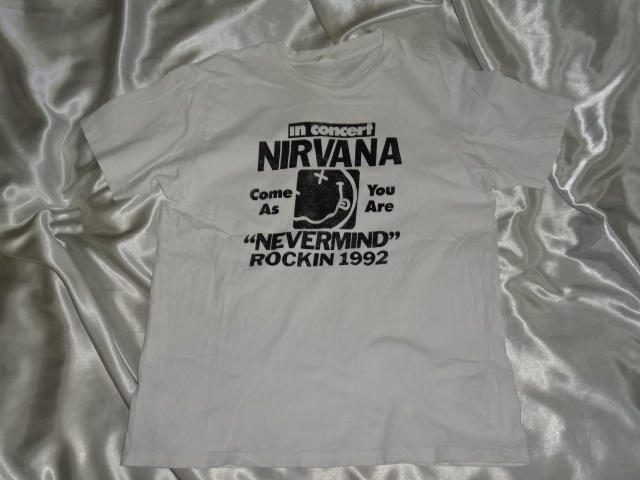 in concert
NIRVANA
Come You
As Are
"NEVERMIND"
ROCKIN 1992